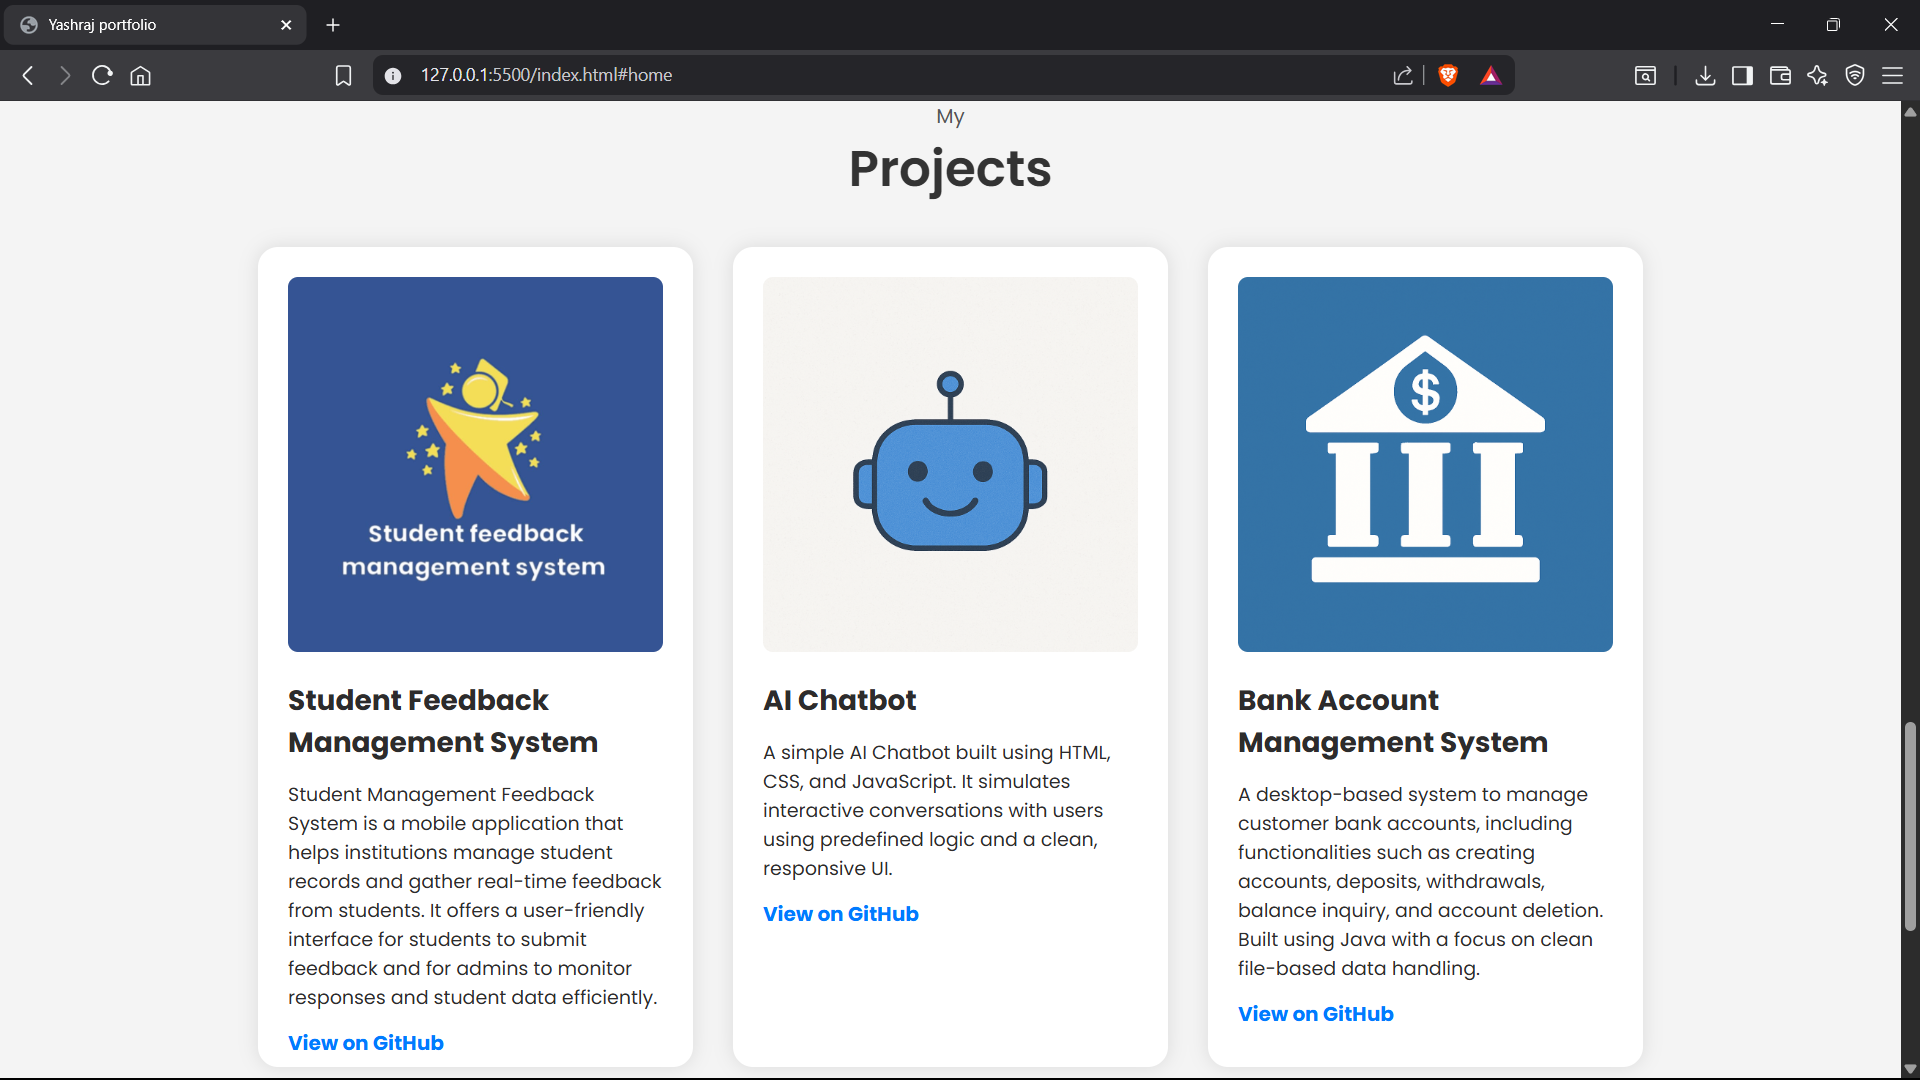 Yashraj portfolio
127.0.0.1:5500/index.html#home
My
Projects
Student feedback
management system
Student Feedback
Management System
Student Management Feedback
System is a mobile application that
helps institutions manage student
records and gather real-time feedback
from students. It offers a user-friendly
interface for students to submit
feedback and for admins to monitor
responses and student data efficiently.
View on GitHub
AI Chatbot
A simple AI Chatbot built using HTML,
CSS, and JavaScript. It simulates
interactive conversations with users
using predefined logic and a clean,
responsive UI.
View on GitHub
$
Bank Account
Management System
A desktop-based system to manage
customer bank accounts, including
functionalities such as creating
accounts, deposits, withdrawals,
balance inquiry, and account deletion.
Built using Java with a focus on clean
file-based data handling.
View on GitHub